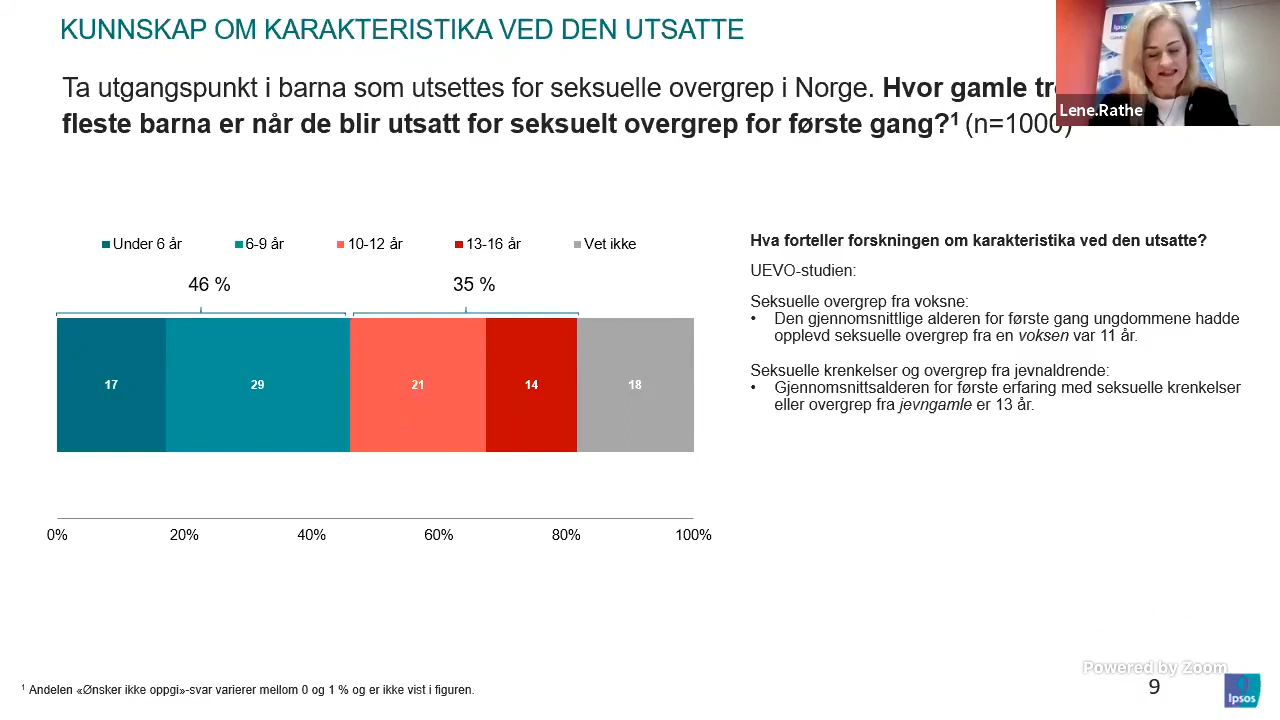 KUNNSKAP OM KARAKTERISTIKA VED DEN UTSATTE
Ta utgangspunkt i barna som utsettes for seksuelle overgrep i Norge. Hvor gamle
fleste barna er når de blir utsatt for seksuelt overgrep for første gang?¹ (n=1000)
Ipsos
Lene.Rathe
Under 6 år
6-9 år
10-12 år
13-16 år
Vet ikke
46 %
35 %
17
29
21
14
18
0%
20%
40%
60%
80%
100%
Hva forteller forskningen om karakteristika ved den utsatte?
UEVO-studien:
Seksuelle overgrep fra voksne:
• Den gjennomsnittlige alderen for første gang ungdommene hadde
opplevd seksuelle overgrep fra en voksen var 11 år.
Seksuelle krenkelser og overgrep fra jevnaldrende:
• Gjennomsnittsalderen for første erfaring med seksuelle krenkelser
eller overgrep fra jevngamle er 13 år.
¹ Andelen «Ønsker ikke oppgi»-svar varierer mellom 0 og 1 % og er ikke vist i figuren.
Powered by Zoom
9
Ipsos